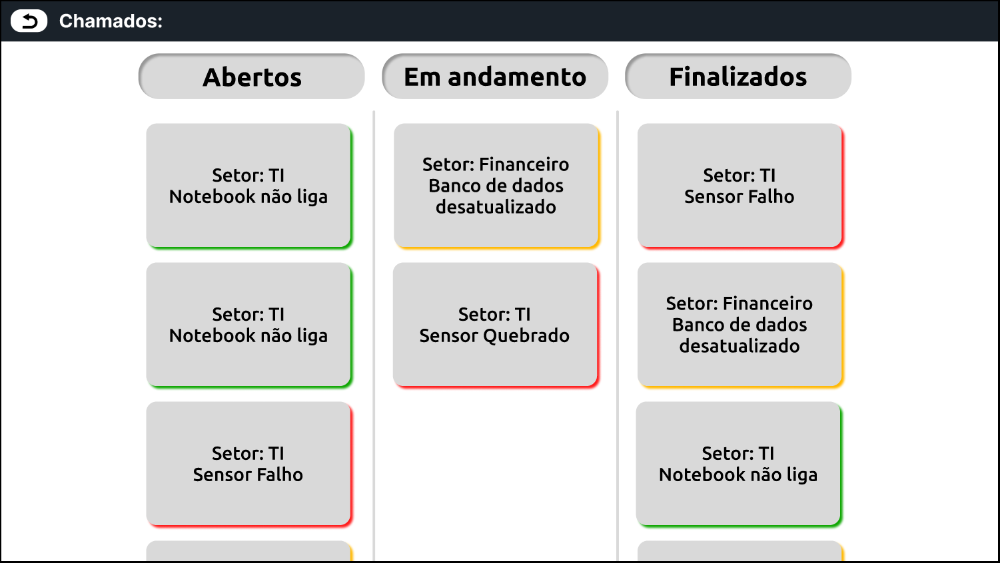 Chamados:
Abertos
Em andamento
Finalizados
Setor: TI
Notebook não liga
Setor: TI
Notebook não liga
Setor: TI
Sensor Falho
Setor: Financeiro
Banco de dados
desatualizado
Setor: TI
Sensor Quebrado
Setor: TI
Sensor Falho
Setor: Financeiro
Banco de dados
desatualizado
Setor: TI
Notebook não liga